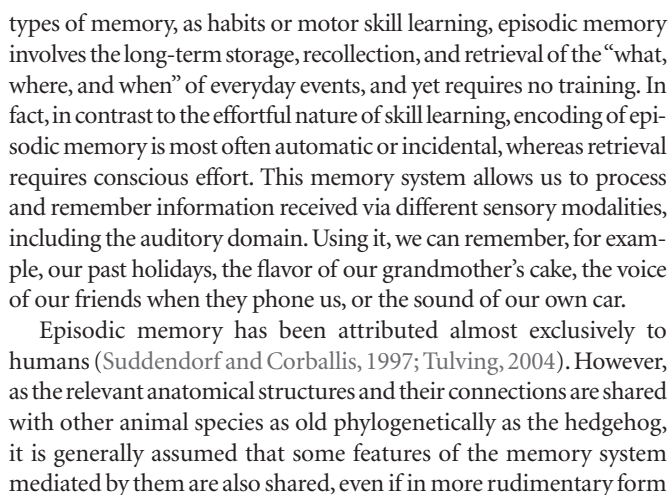 types of memory, as habits or motor skill learning, episodic memory
involves the long-term storage, recollection, and retrieval of the “what,
where, and when” of everyday events, and yet requires no training. In
fact, in contrast to the effortful nature of skill learning, encoding of epi-
sodic memory is most often automatic or incidental, whereas retrieval
requires conscious effort. This memory system allows us to process
and remember information received via different sensory modalities,
including the auditory domain. Using it, we can remember, for exam-
ple, our past holidays, the flavor of our grandmother’s cake, the voice
of our friends when they phone us, or the sound of our own car.
Episodic memory has been attributed almost exclusively to
humans (Suddendorf and Corballis, 1997; Tulving, 2004). However,
as the relevant anatomical structures and their connections are shared
with other animal species as old phylogenetically as the hedgehog,
it is generally assumed that some features of the memory system
mediated by them are also shared, even if in more rudimentary form